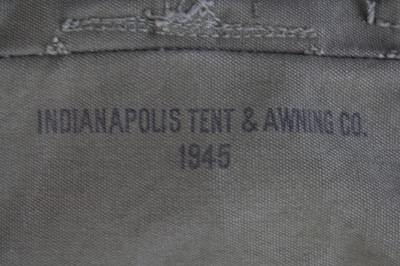 INDIANAPOLIS TENT & AWNING CO.
1945